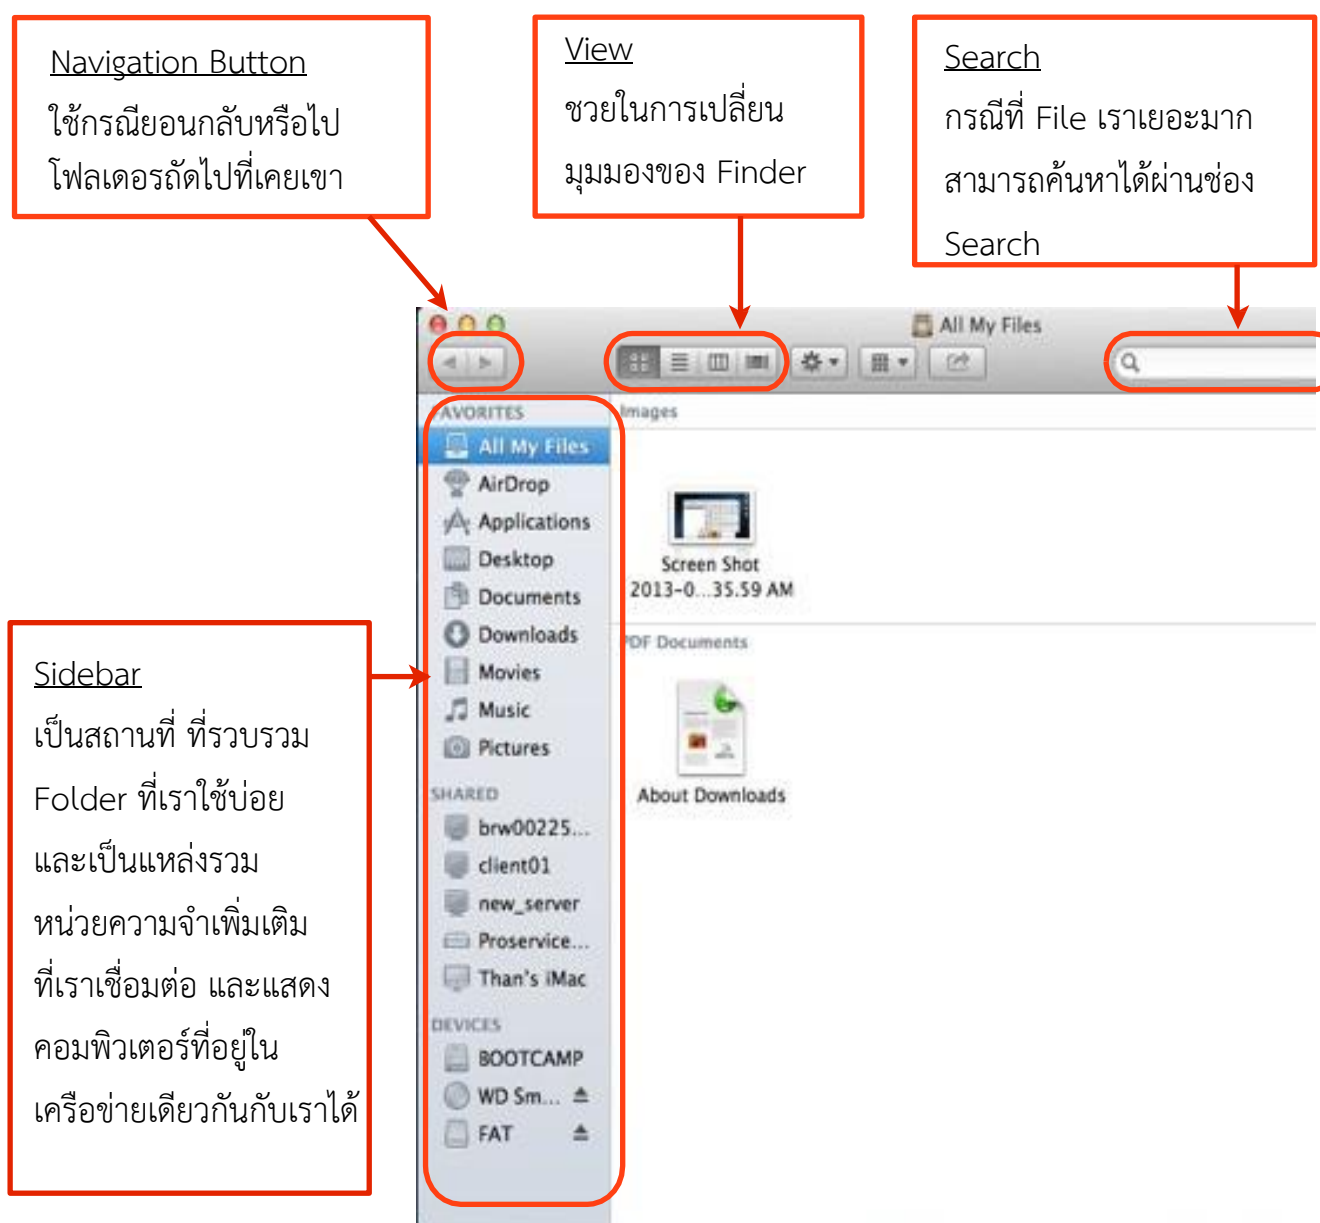 Navigation Button
ใช้กรณียอนกลับหรือไป
โฟลเดอรถัดไปที่เคยเขา
View
ชวยในการเปลี่ยน
มุมมองของ Finder
Search
กรณีที่ File เราเยอะมาก
สามารถค้นหาได้ผ่านช่อง
Search
All My Files
FAVORITES
All My Files
AirDrop
Applications
Desktop
Documents
Downloads
Movies
Music
Pictures
SHARED
brw00225...
client01
new_server
Proservice...
Than's iMac
DEVICES
BOOTCAMP
WD Sm...
FAT
Images
Screen Shot
2013-0...35.59 AM
PDF Documents
About Downloads
Sidebar
เป็นสถานที่ ที่รวบรวม
Folder ที่เราใช้บ่อย
และเป็นแหล่งรวม
หน่วยความจำเพิ่มเติม
ที่เราเชื่อมต่อ และแสดง
คอมพิวเตอร์ที่อยู่ใน
เครือข่ายเดียวกันกับเราได้